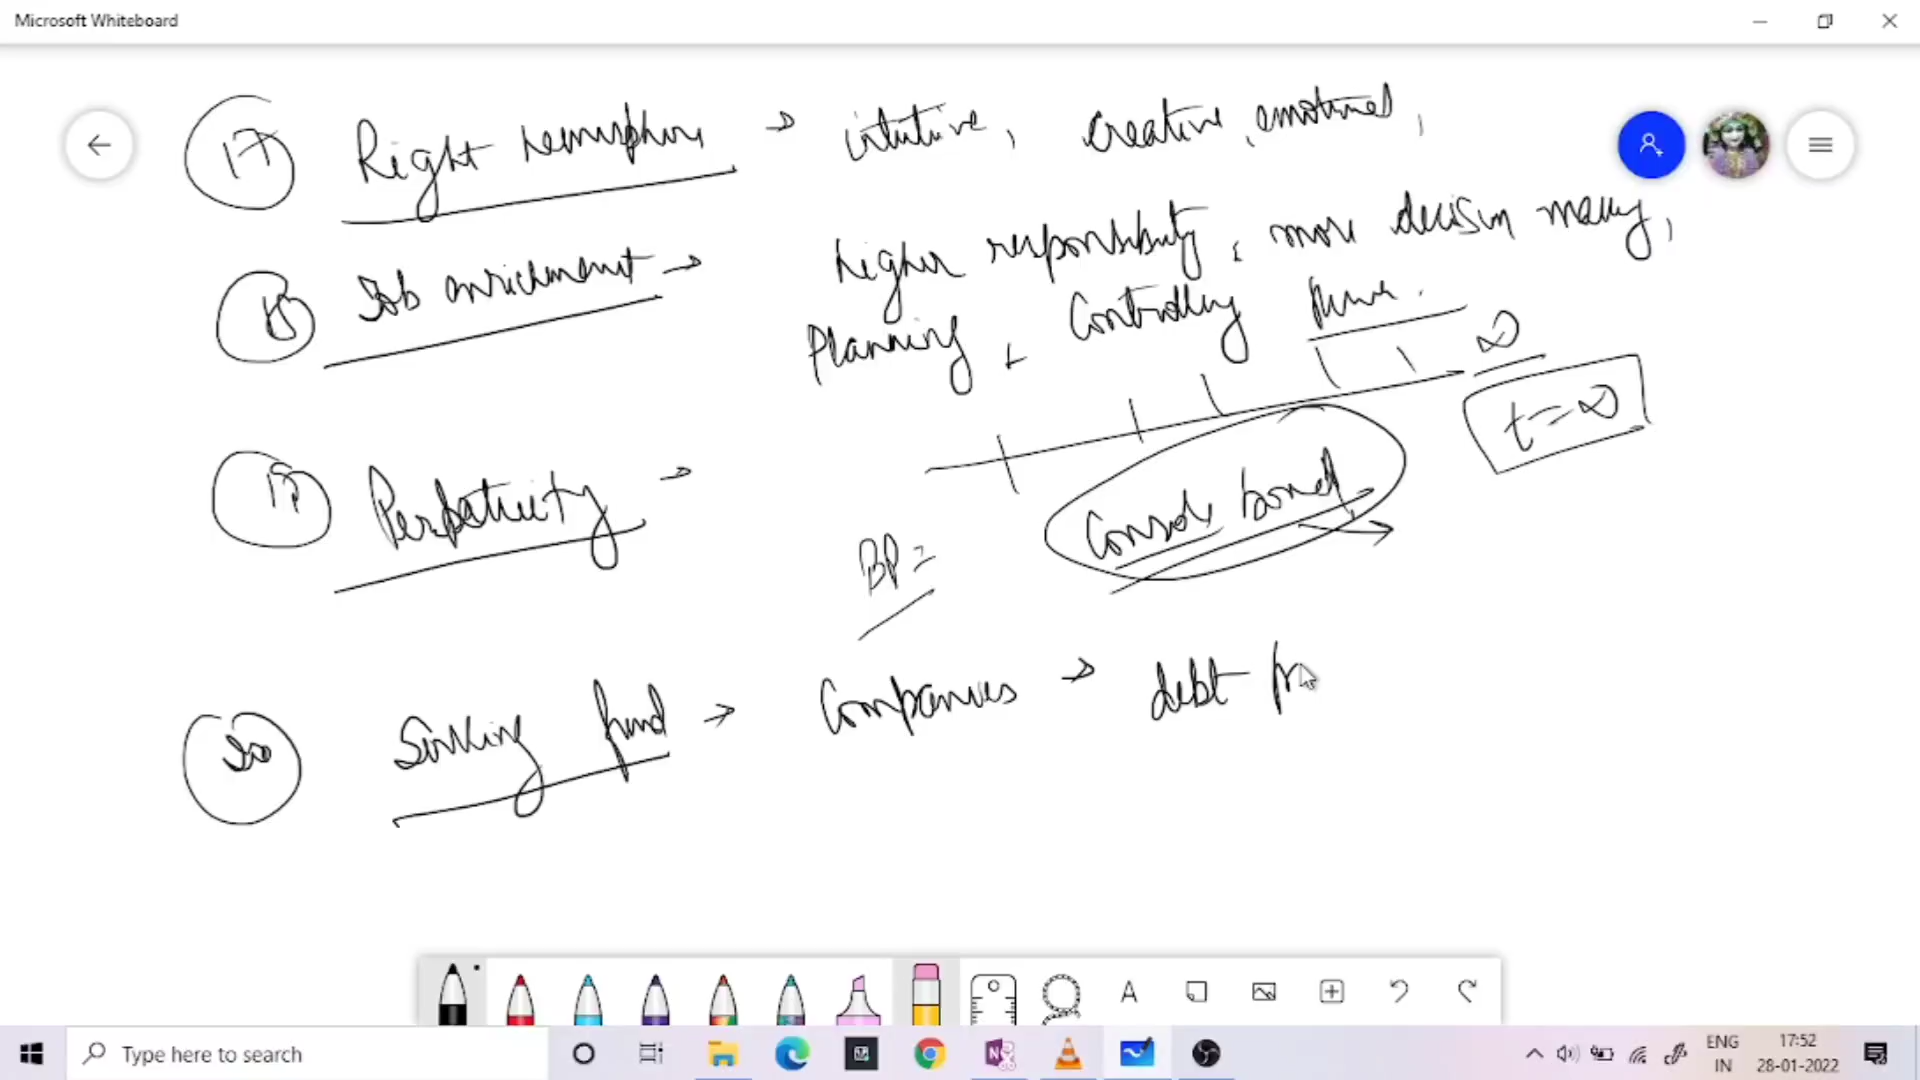 Microsoft Whiteboard
17 Right hemisphere → intuitive, creative, emotional,
18 Job enrichment → higher responsibility, more decision making,
Planning + Controlling
∞
t=∞
19 Perpetuity →
Consols bond
BP =
20 Sinking fund → Companies → debt
A
Type here to search
ENG
IN
17:52
28-01-2022